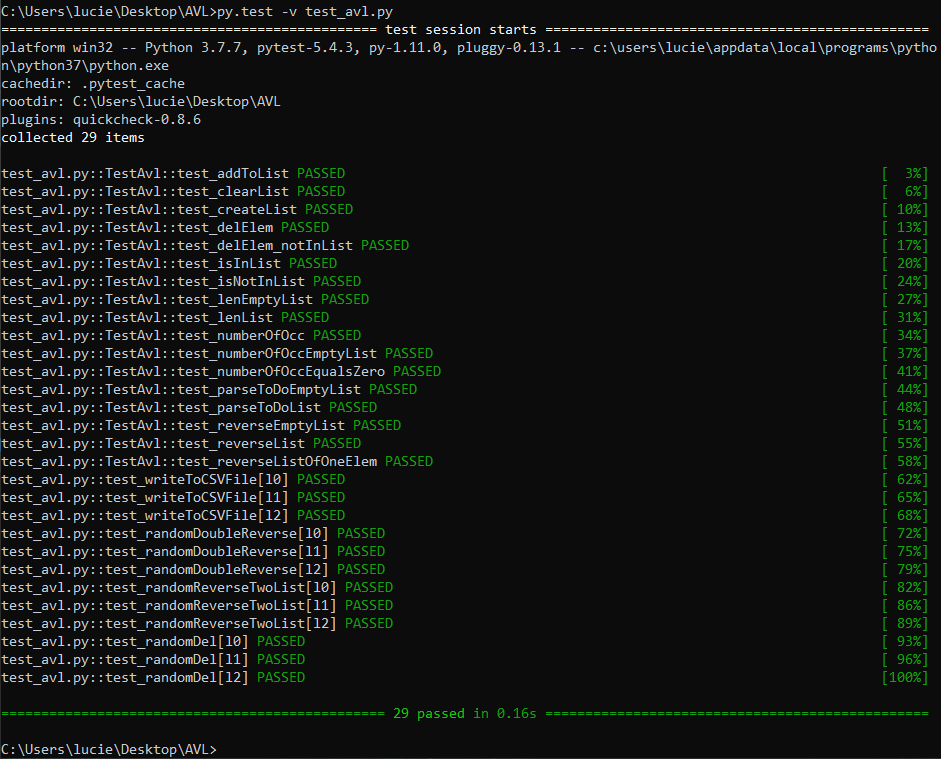 C:\Users\lucie\Desktop\AVL>py.test -v test_avl.py
=============================================== test session starts ================================================
platform win32 -- Python 3.7.7, pytest-5.4.3, py-1.11.0, pluggy-0.13.1 -- c:\users\lucie\appdata\local\programs\pytho
n\python37\python.exe
cachedir: .pytest_cache
rootdir: C:\Users\lucie\Desktop\AVL
plugins: quickcheck-0.8.6
collected 29 items
test_avl.py::TestAvl::test_addToList PASSED [  3%]
test_avl.py::TestAvl::test_clearList PASSED [  6%]
test_avl.py::TestAvl::test_createList PASSED [ 10%]
test_avl.py::TestAvl::test_delElem PASSED [ 13%]
test_avl.py::TestAvl::test_delElem_notInList PASSED [ 17%]
test_avl.py::TestAvl::test_isInList PASSED [ 20%]
test_avl.py::TestAvl::test_isNotInList PASSED [ 24%]
test_avl.py::TestAvl::test_lenEmptyList PASSED [ 27%]
test_avl.py::TestAvl::test_lenList PASSED [ 31%]
test_avl.py::TestAvl::test_numberOfOcc PASSED [ 34%]
test_avl.py::TestAvl::test_numberOfOccEmptyList PASSED [ 37%]
test_avl.py::TestAvl::test_numberOfOccEqualsZero PASSED [ 41%]
test_avl.py::TestAvl::test_parseToDoEmptyList PASSED [ 44%]
test_avl.py::TestAvl::test_parseToDoList PASSED [ 48%]
test_avl.py::TestAvl::test_reverseEmptyList PASSED [ 51%]
test_avl.py::TestAvl::test_reverseList PASSED [ 55%]
test_avl.py::TestAvl::test_reverseListOfOneElem PASSED [ 58%]
test_avl.py::test_writeToCSVFile[l0] PASSED [ 62%]
test_avl.py::test_writeToCSVFile[l1] PASSED [ 65%]
test_avl.py::test_writeToCSVFile[l2] PASSED [ 68%]
test_avl.py::test_randomDoubleReverse[l0] PASSED [ 72%]
test_avl.py::test_randomDoubleReverse[l1] PASSED [ 75%]
test_avl.py::test_randomDoubleReverse[l2] PASSED [ 79%]
test_avl.py::test_randomReverseTwoList[l0] PASSED [ 82%]
test_avl.py::test_randomReverseTwoList[l1] PASSED [ 86%]
test_avl.py::test_randomReverseTwoList[l2] PASSED [ 89%]
test_avl.py::test_randomDel[l0] PASSED [ 93%]
test_avl.py::test_randomDel[l1] PASSED [ 96%]
test_avl.py::test_randomDel[l2] PASSED [100%]
================================================ 29 passed in 0.16s ================================================
C:\Users\lucie\Desktop\AVL>